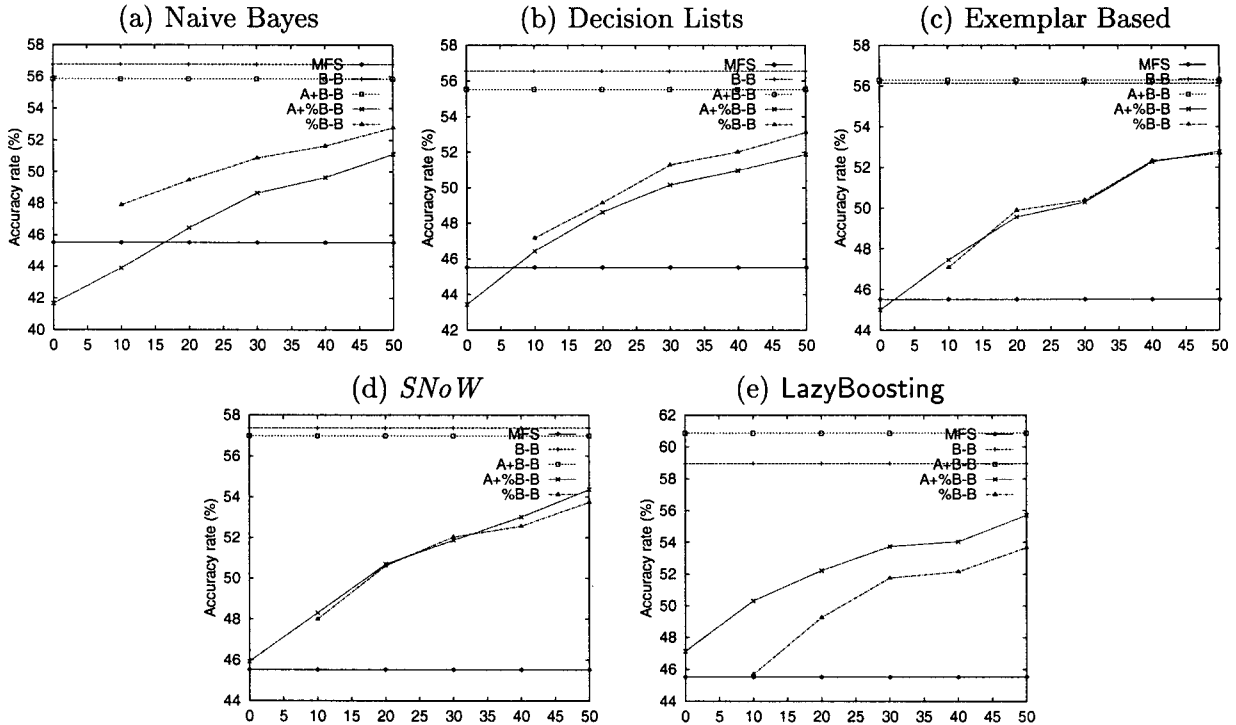 (a) Naive Bayes
58
56
54
52
50
48
46
44
42
40
Accuracy rate (%)
MFS
B-B
A+B-B
A+%B-B
%B-B
0 5 10 15 20 25 30 35 40 45 50
(b) Decision Lists
58
56
54
52
50
48
46
44
42
Accuracy rate (%)
MFS
B-B
A+B-B
A+%B-B
%B-B
0 5 10 15 20 25 30 35 40 45 50
(c) Exemplar Based
58
56
54
52
50
48
46
44
Accuracy rate (%)
MFS
B-B
A+B-B
A+%B-B
%B-B
0 5 10 15 20 25 30 35 40 45 50
(d) SNoW
58
56
54
52
50
48
46
44
Accuracy rate (%)
MFS
B-B
A+B-B
A+%B-B
%B-B
0 5 10 15 20 25 30 35 40 45 50
(e) LazyBoosting
62
60
58
56
54
52
50
48
46
44
Accuracy rate (%)
MFS
B-B
A+B-B
A+%B-B
%B-B
0 5 10 15 20 25 30 35 40 45 50